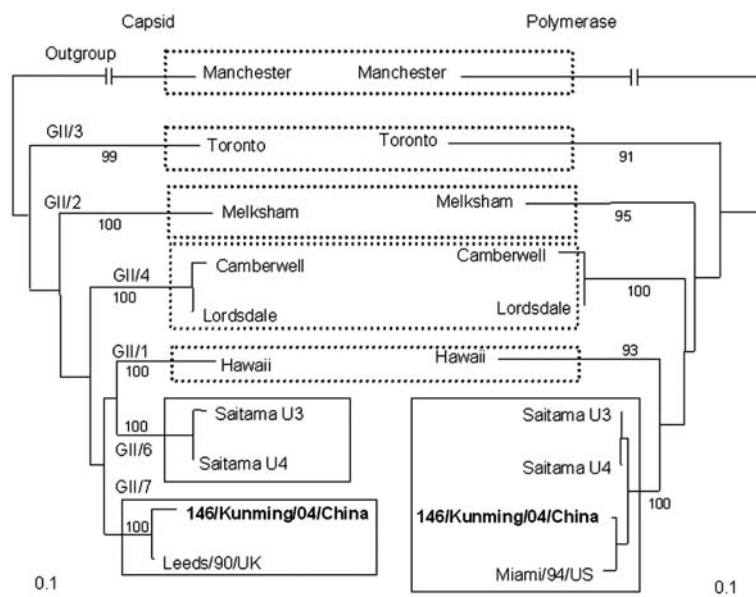 Capsid Polymerase
Outgroup
Manchester Manchester
GII/3
Toronto Toronto
99 91
GII/2
Melksham Melksham
100 95
Camberwell Camberwell
GII/4
100 100
Lordsdale Lordsdale
GII/1 93
Hawaii Hawaii
100
Saitama U3 Saitama U3
100
GII/6
Saitama U4 Saitama U4
GII/7
100
146/Kunming/04/China 146/Kunming/04/China
100
Leeds/90/UK Miami/94/US
0.1 0.1